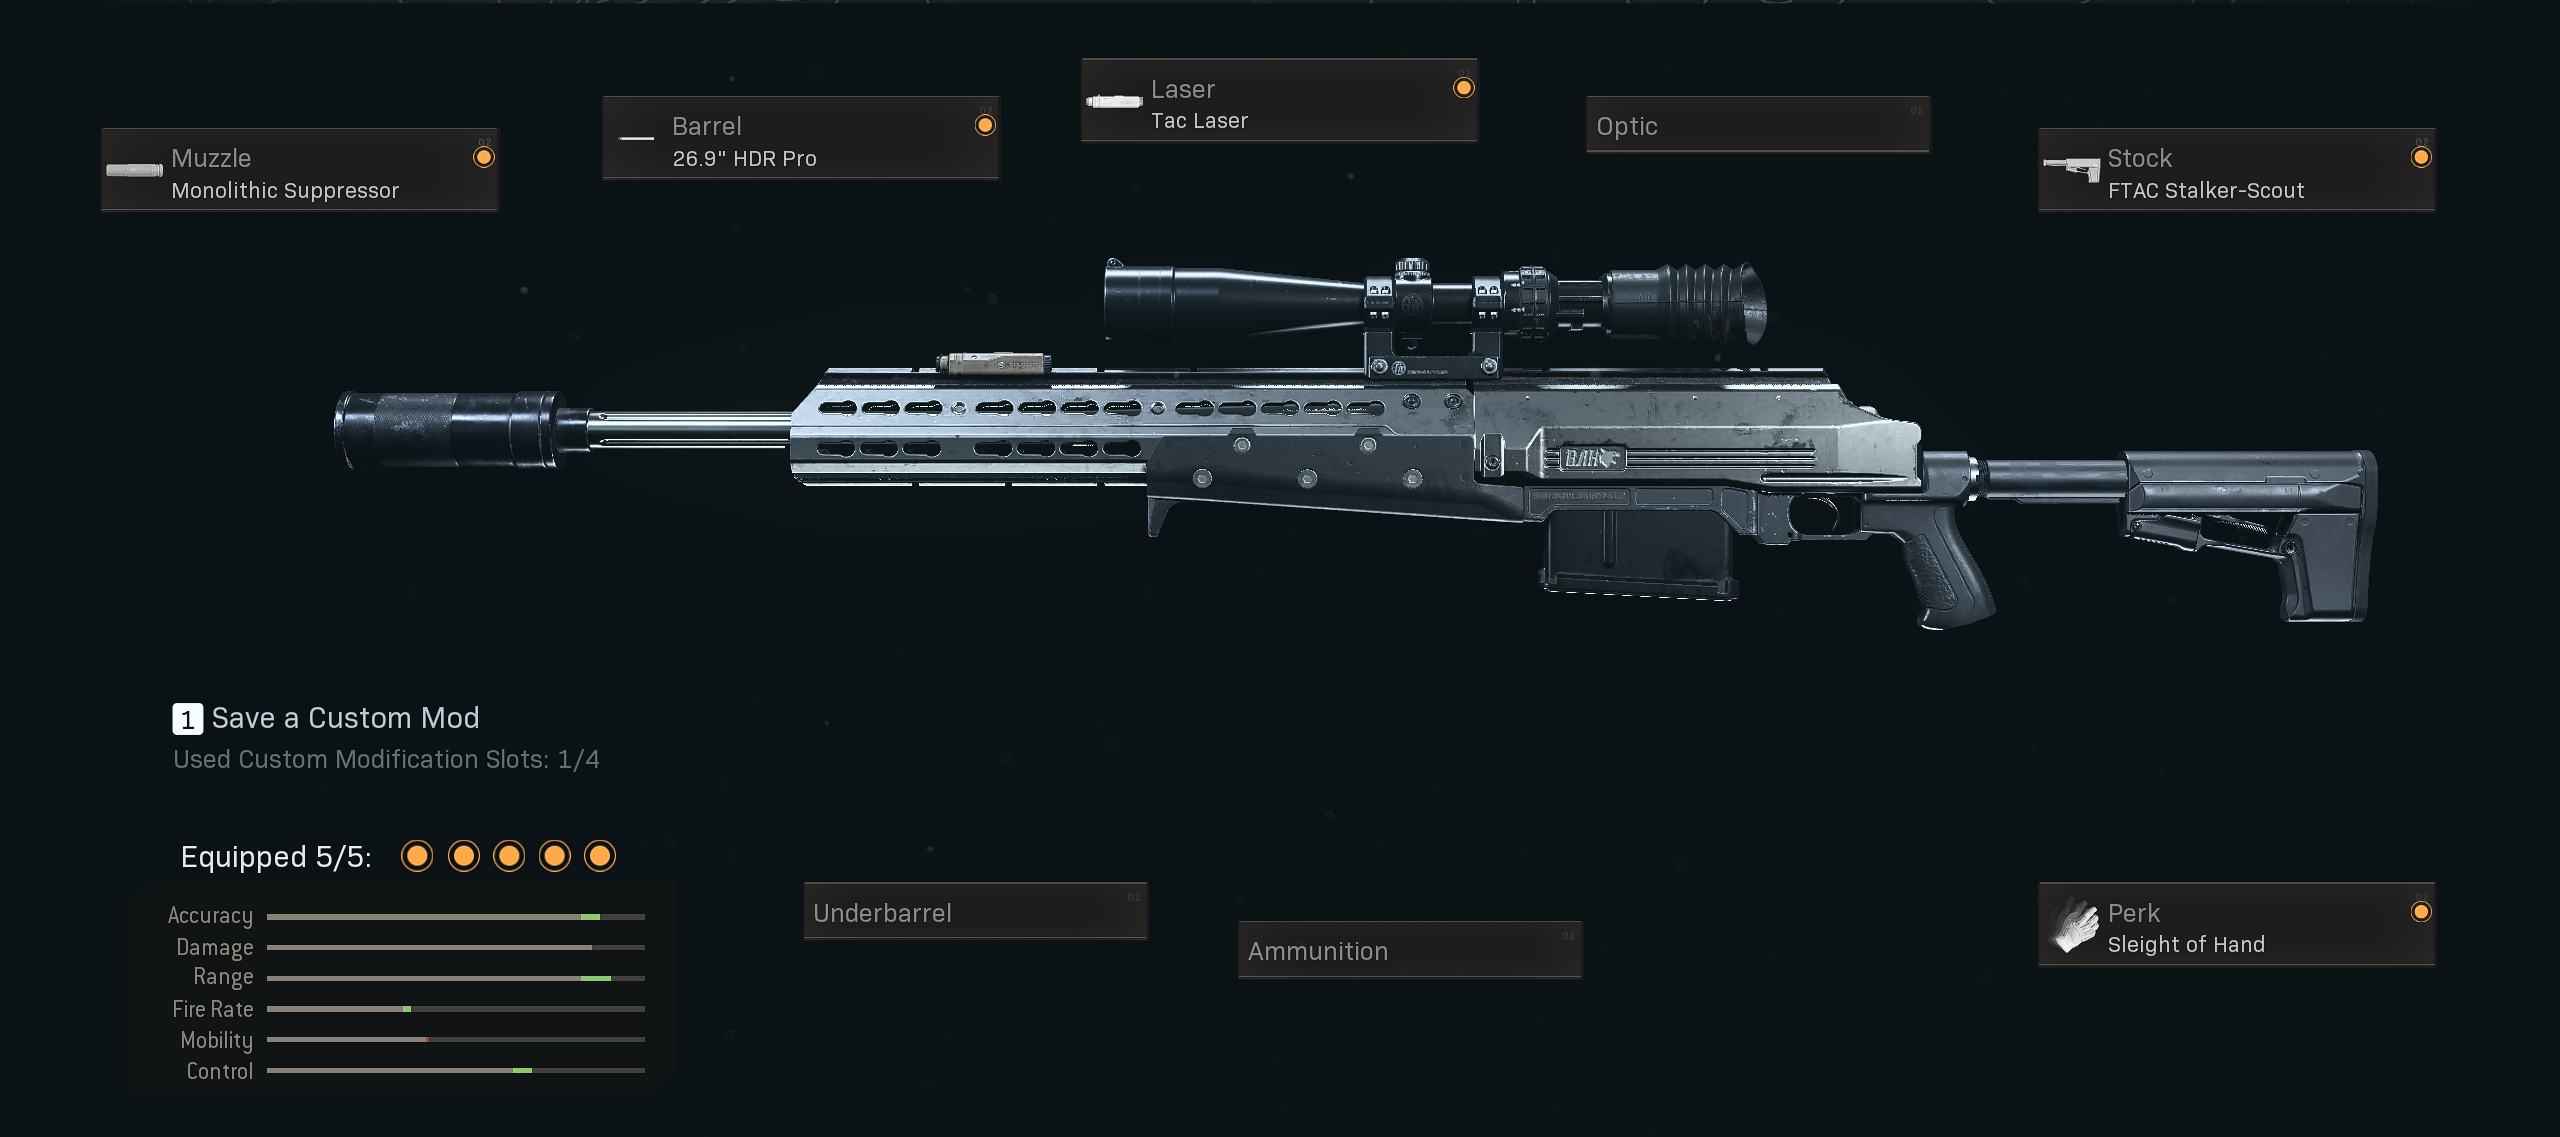 Laser
Tac Laser
Barrel
26.9" HDR Pro
Optic
Muzzle
Monolithic Suppressor
Stock
FTAC Stalker-Scout
1 Save a Custom Mod
Used Custom Modification Slots: 1/4
Equipped 5/5:
Accuracy
Damage
Range
Fire Rate
Mobility
Control
Underbarrel
Ammunition
Perk
Sleight of Hand